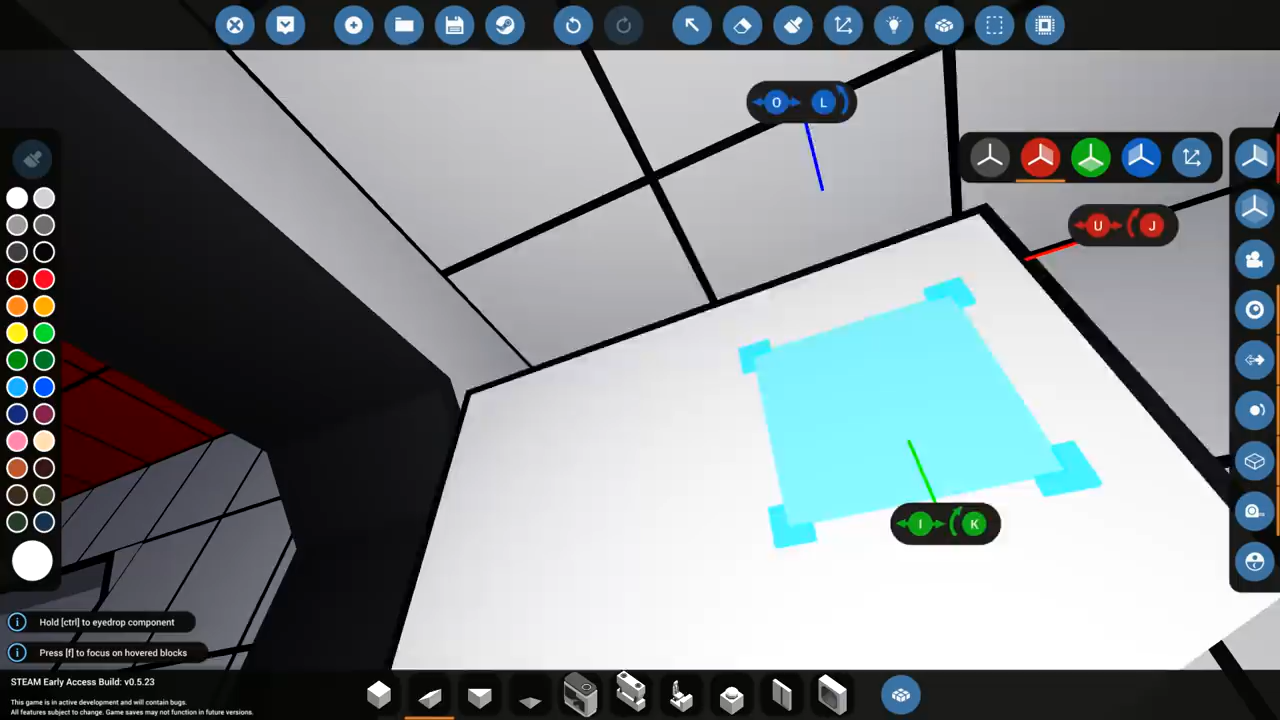 O L
U J
I K
Hold [ctrl] to eyedrop component
Press [f] to focus on hovered blocks
STEAM Early Access Build: v0.5.23
This game is in active development and will contain bugs.
All features subject to change. Game saves may not function in future versions.